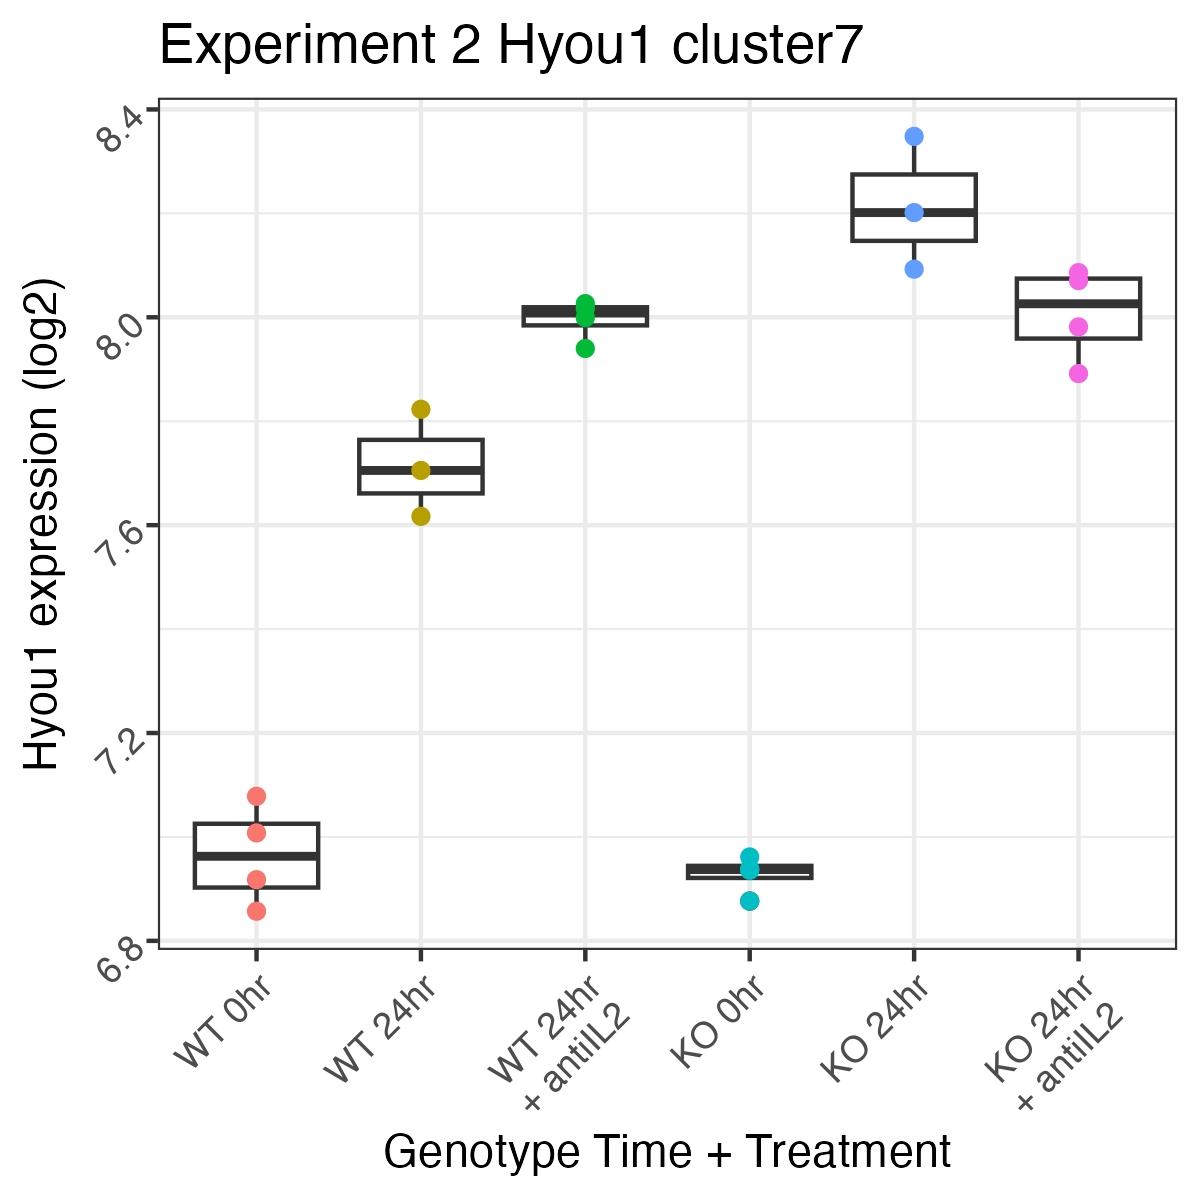 Experiment 2 Hyou1 cluster7
Hyou1 expression (log2)
8.4
8.0
7.6
7.2
6.8
WT 0hr
WT 24hr
WT 24hr
+ antiIL2
KO 0hr
KO 24hr
KO 24hr
+ antiIL2
Genotype Time + Treatment